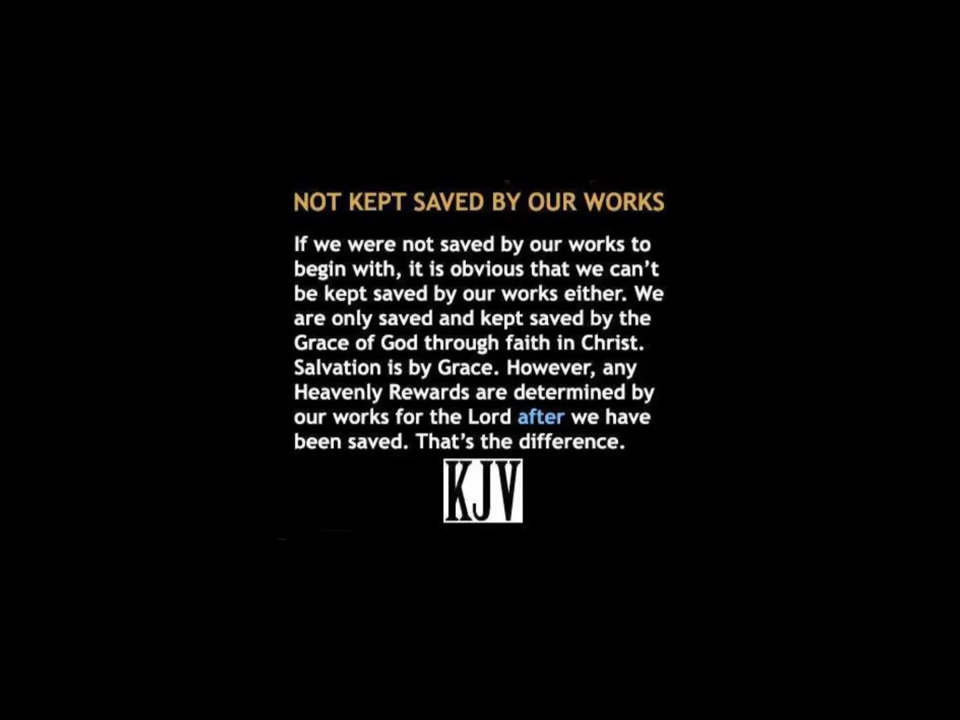 NOT KEPT SAVED BY OUR WORKS
If we were not saved by our works to
begin with, it is obvious that we can't
be kept saved by our works either. We
are only saved and kept saved by the
Grace of God through faith in Christ.
Salvation is by Grace. However, any
Heavenly Rewards are determined by
our works for the Lord after we have
been saved. That's the difference.
KJV